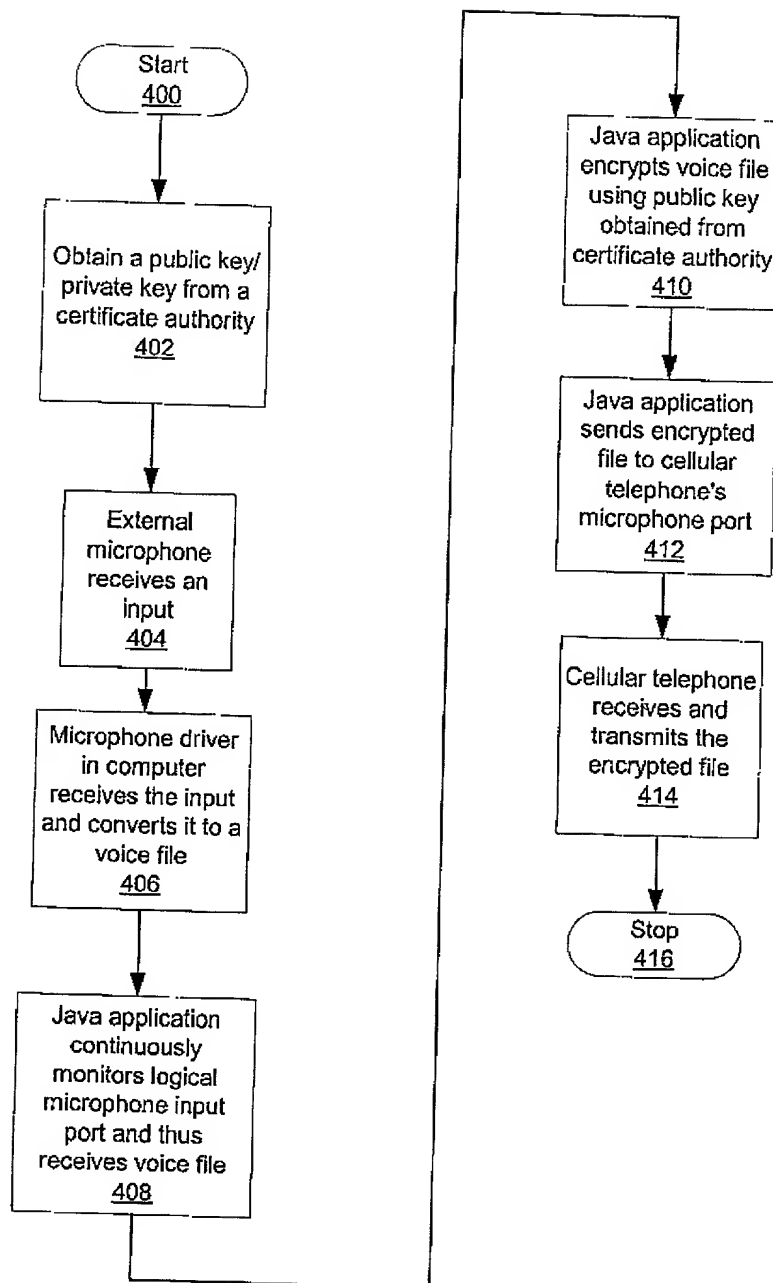 Start
400
Obtain a public key/
private key from a
certificate authority
402
External
microphone
receives an
input
404
Microphone driver
in computer
receives the input
and converts it to a
voice file
406
Java application
continuously
monitors logical
microphone input
port and thus
receives voice file
408
Java application
encrypts voice file
using public key
obtained from
certificate authority
410
Java application
sends encrypted
file to cellular
telephone's
microphone port
412
Cellular telephone
receives and
transmits the
encrypted file
414
Stop
416